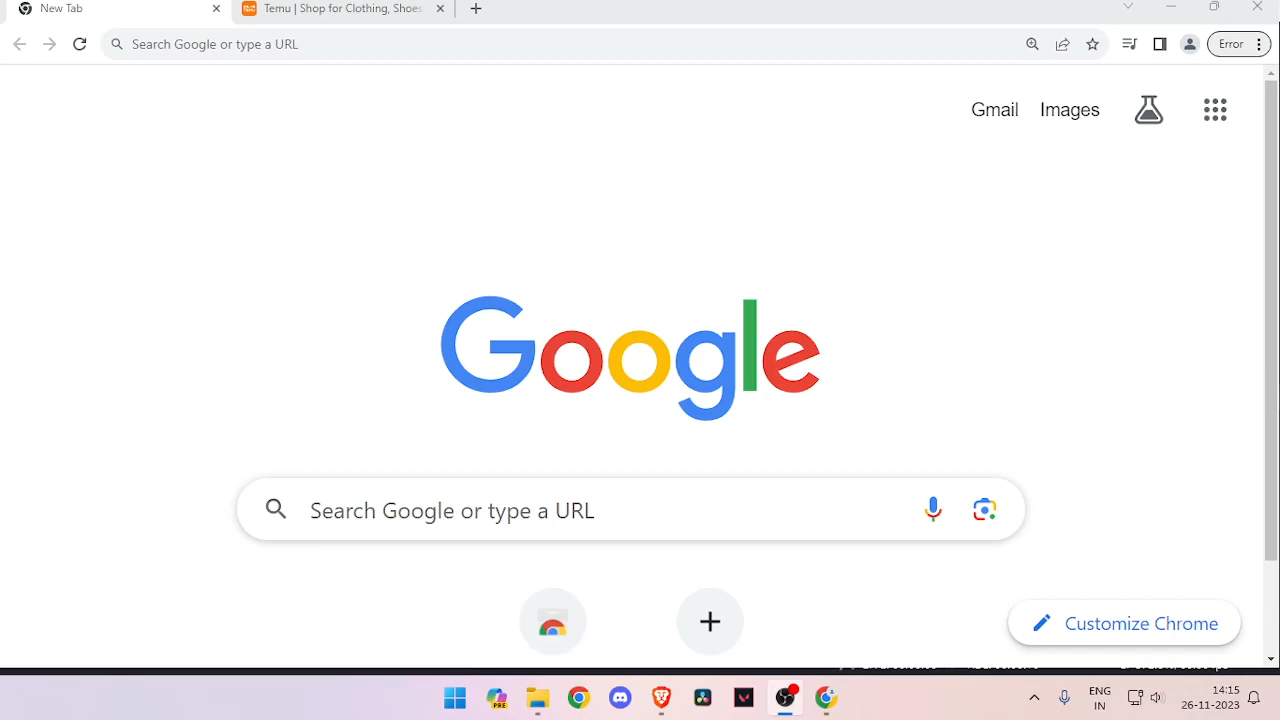 New Tab
Temu | Shop for Clothing, Shoes
Search Google or type a URL
Error
Gmail Images
Google
Search Google or type a URL
Customize Chrome
PRE
ENG
IN
14:15
26-11-2023